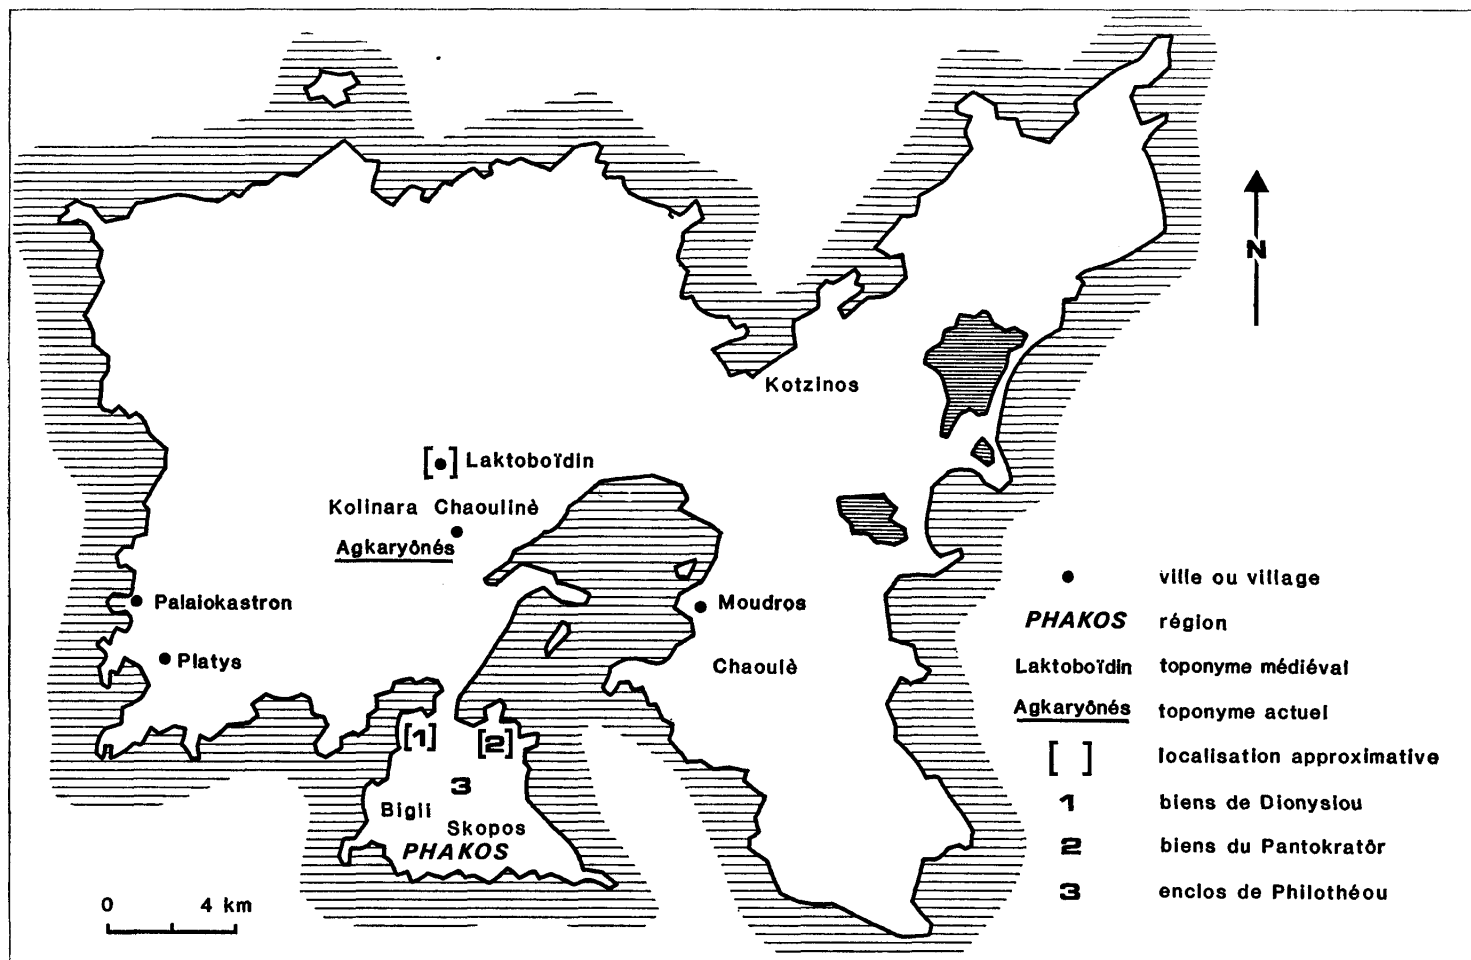 N
Kotzinos
[•] Laktoboïdin
Kolinara Chaoulinè
Agkaryônés
Palaiokastron
Moudros
Platys
Chaoulè
[1]
[2]
3
Bigli
Skopos
PHAKOS
0 4 km
• ville ou village
PHAKOS région
Laktoboïdin toponyme médiéval
Agkaryônés toponyme actuel
[ ] localisation approximative
1 biens de Dionysiou
2 biens du Pantokratôr
3 enclos de Philothéou